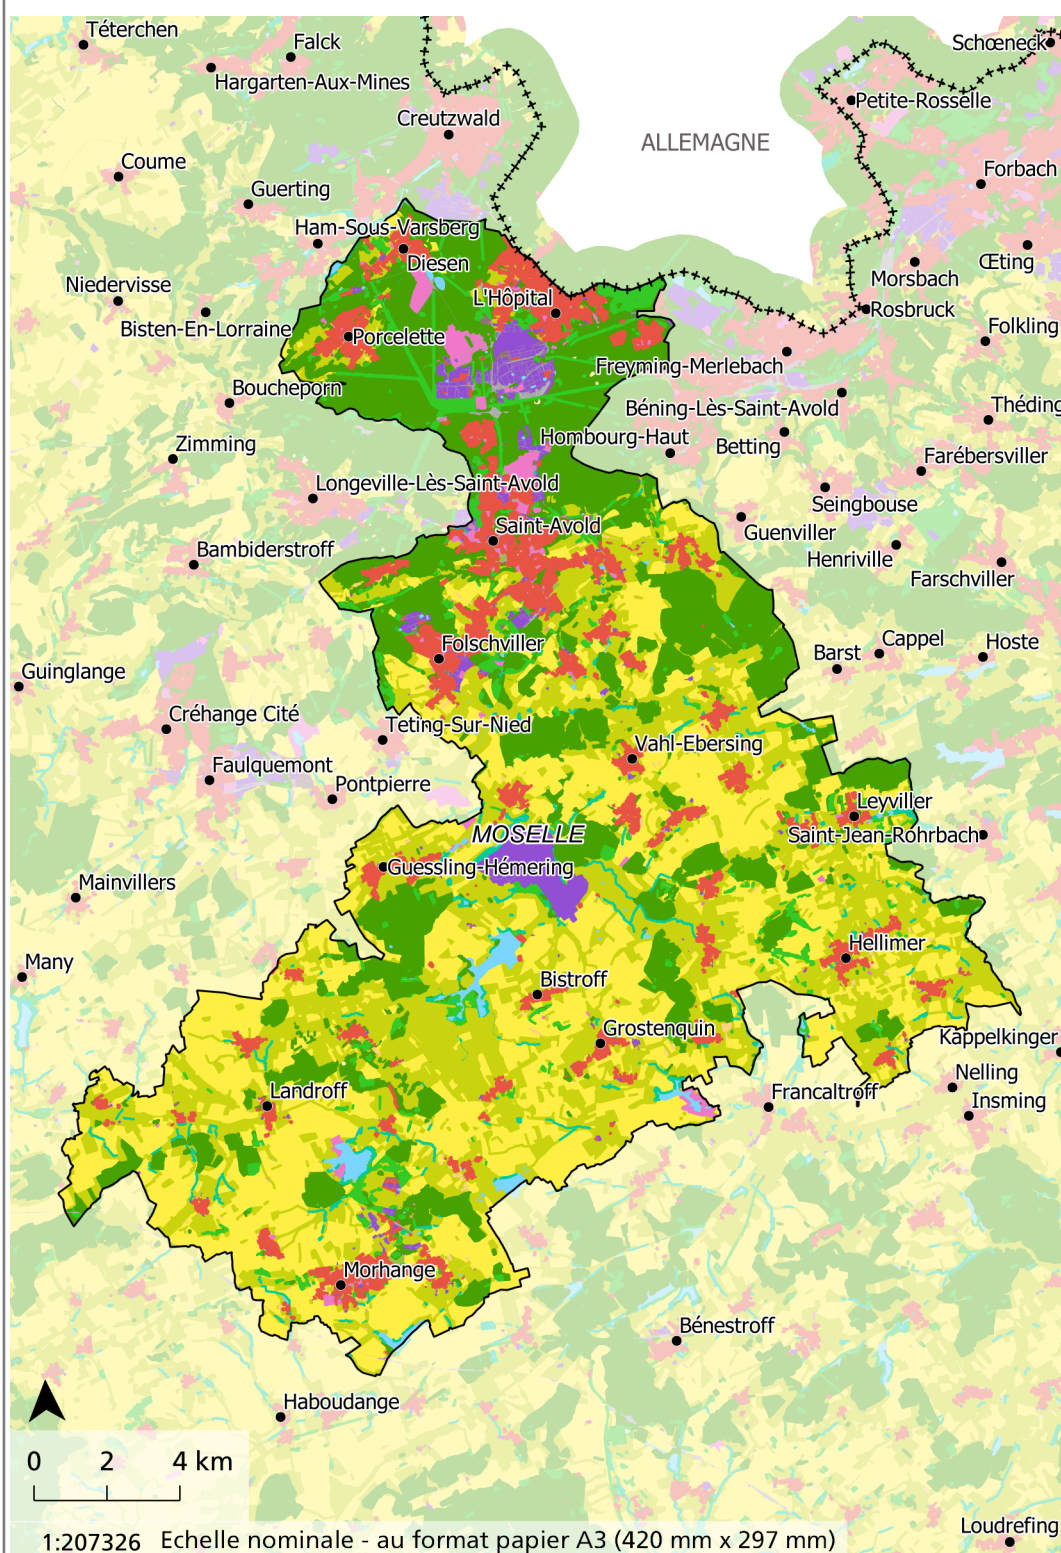 Téterchen
Falck
Schœneck
Hargarten-Aux-Mines
Petite-Rosselle
Creutzwald
ALLEMAGNE
Coume
Forbach
Guerting
Ham-Sous-Varsberg
Diesen
Œting
Morsbach
Niedervisse
L'Hôpital
Rosbruck
Bisten-En-Lorraine
Porcelette
Folkling
Freyming-Merlebach
Boucheporn
Béning-Lès-Saint-Avold
Théding
Zimming
Hombourg-Haut
Betting
Farébersviller
Longeville-Lès-Saint-Avold
Seingbouse
Saint-Avold
Guenviller
Bambiderstroff
Henriville
Farschviller
Folschviller
Cappel
Hoste
Barst
Guinglange
Créhange Cité
Teting-Sur-Nied
Vahl-Ebersing
Faulquemont
Pontpierre
Leyviller
MOSELLE
Saint-Jean-Rohrbach
Guessling-Hémering
Mainvillers
Hellimer
Many
Bistroff
Grostenquin
Kappelkinger
Nelling
Landroff
Francaltroff
Insming
Morhange
Bénestroff
Haboudange
0 2 4 km
Loudrefing
1:207326 Echelle nominale - au format papier A3 (420 mm x 297 mm)